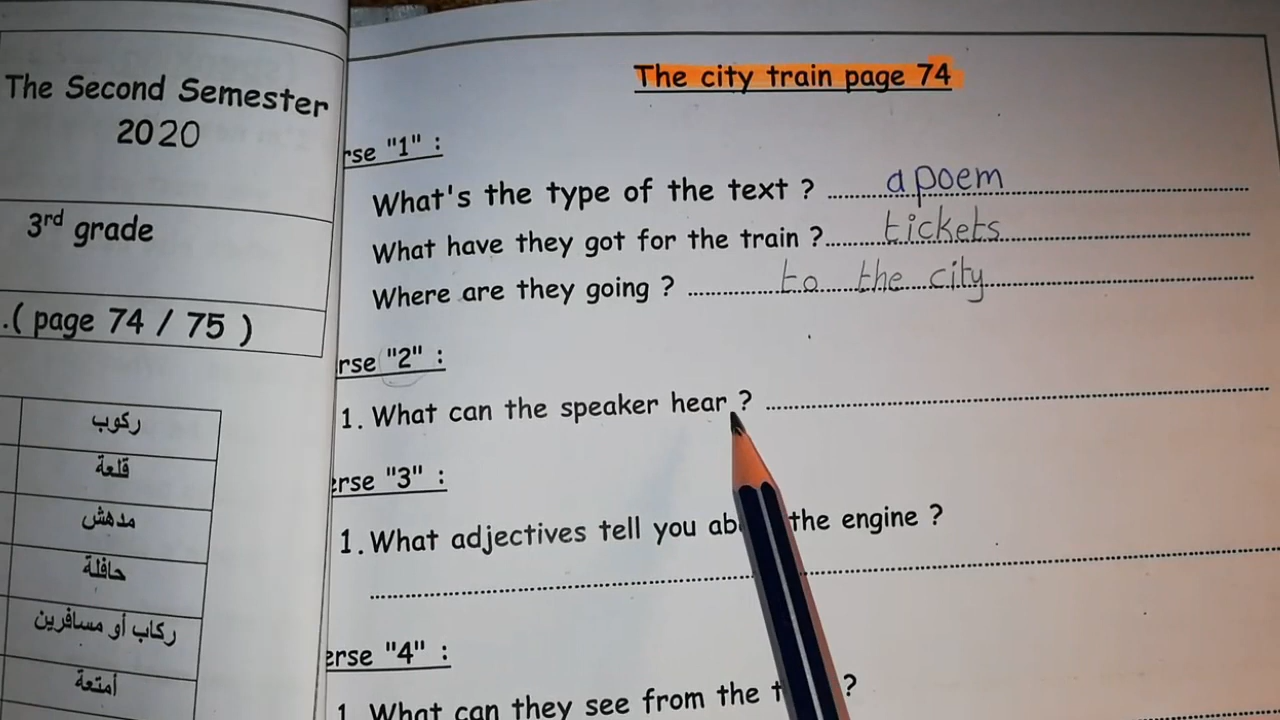 The Second Semester
2020
3rd grade
.( page 74 / 75 )
ركوب
قلعة
مدهش
حافلة
ركاب أو مسافرين
أمتعة
The city train page 74
rse "1" :
What's the type of the text ? a poem
What have they got for the train ? tickets
Where are they going ? to the city
rse "2" :
1. What can the speaker hear ?
erse "3" :
1. What adjectives tell you ab the engine ?
erse "4" :
1 What can they see from the t ?